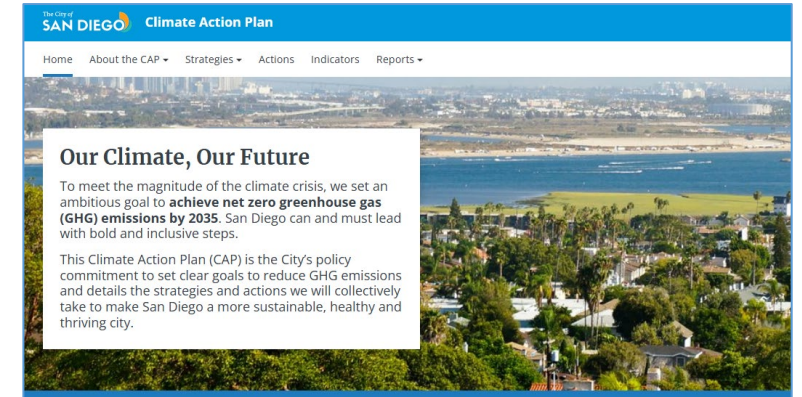 The City of
SAN DIEGO
Climate Action Plan
Home About the CAP Strategies Actions Indicators Reports
Our Climate, Our Future
To meet the magnitude of the climate crisis, we set an
ambitious goal to achieve net zero greenhouse gas
(GHG) emissions by 2035. San Diego can and must lead
with bold and inclusive steps.
This Climate Action Plan (CAP) is the City's policy
commitment to set clear goals to reduce GHG emissions
and details the strategies and actions we will collectively
take to make San Diego a more sustainable, healthy and
thriving city.